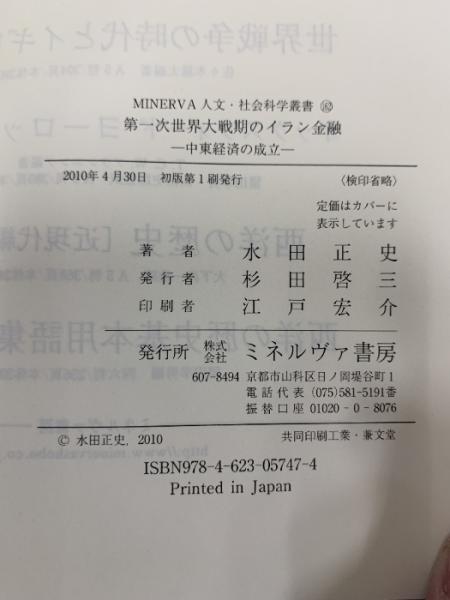 MINERVA 人文・社会科学叢書 162
第一次世界大戦期のイラン金融
―中東経済の成立―
2010年4月30日　初版第1刷発行　〈検印省略〉
定価はカバーに
表示しています
著者　水田正史
発行者　杉田啓三
印刷者　江戸宏介
発行所　株式会社　ミネルヴァ書房
607-8494　京都市山科区日ノ岡堤谷町1
電話代表　(075)581-5191番
振替口座　01020-0-8076
© 水田正史, 2010　共同印刷工業・兼文堂
ISBN978-4-623-05747-4
Printed in Japan